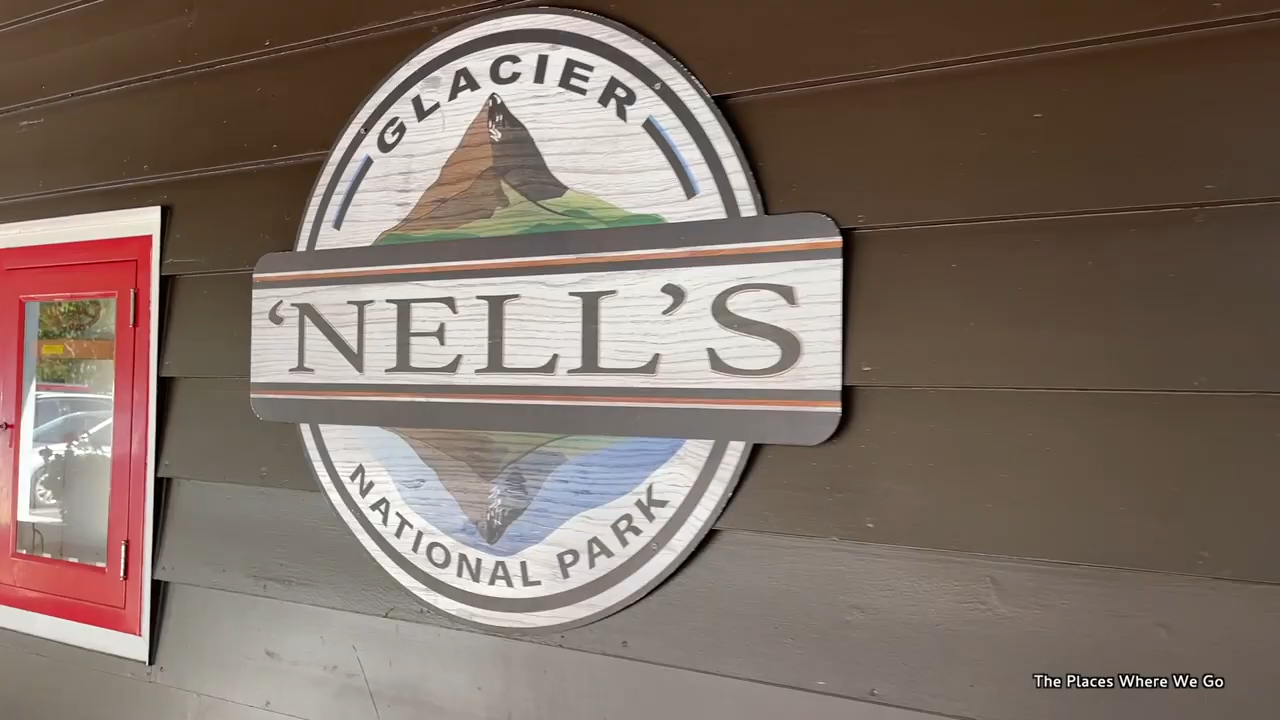 GLACIER
‘NELL’S
NATIONAL PARK
The Places Where We Go